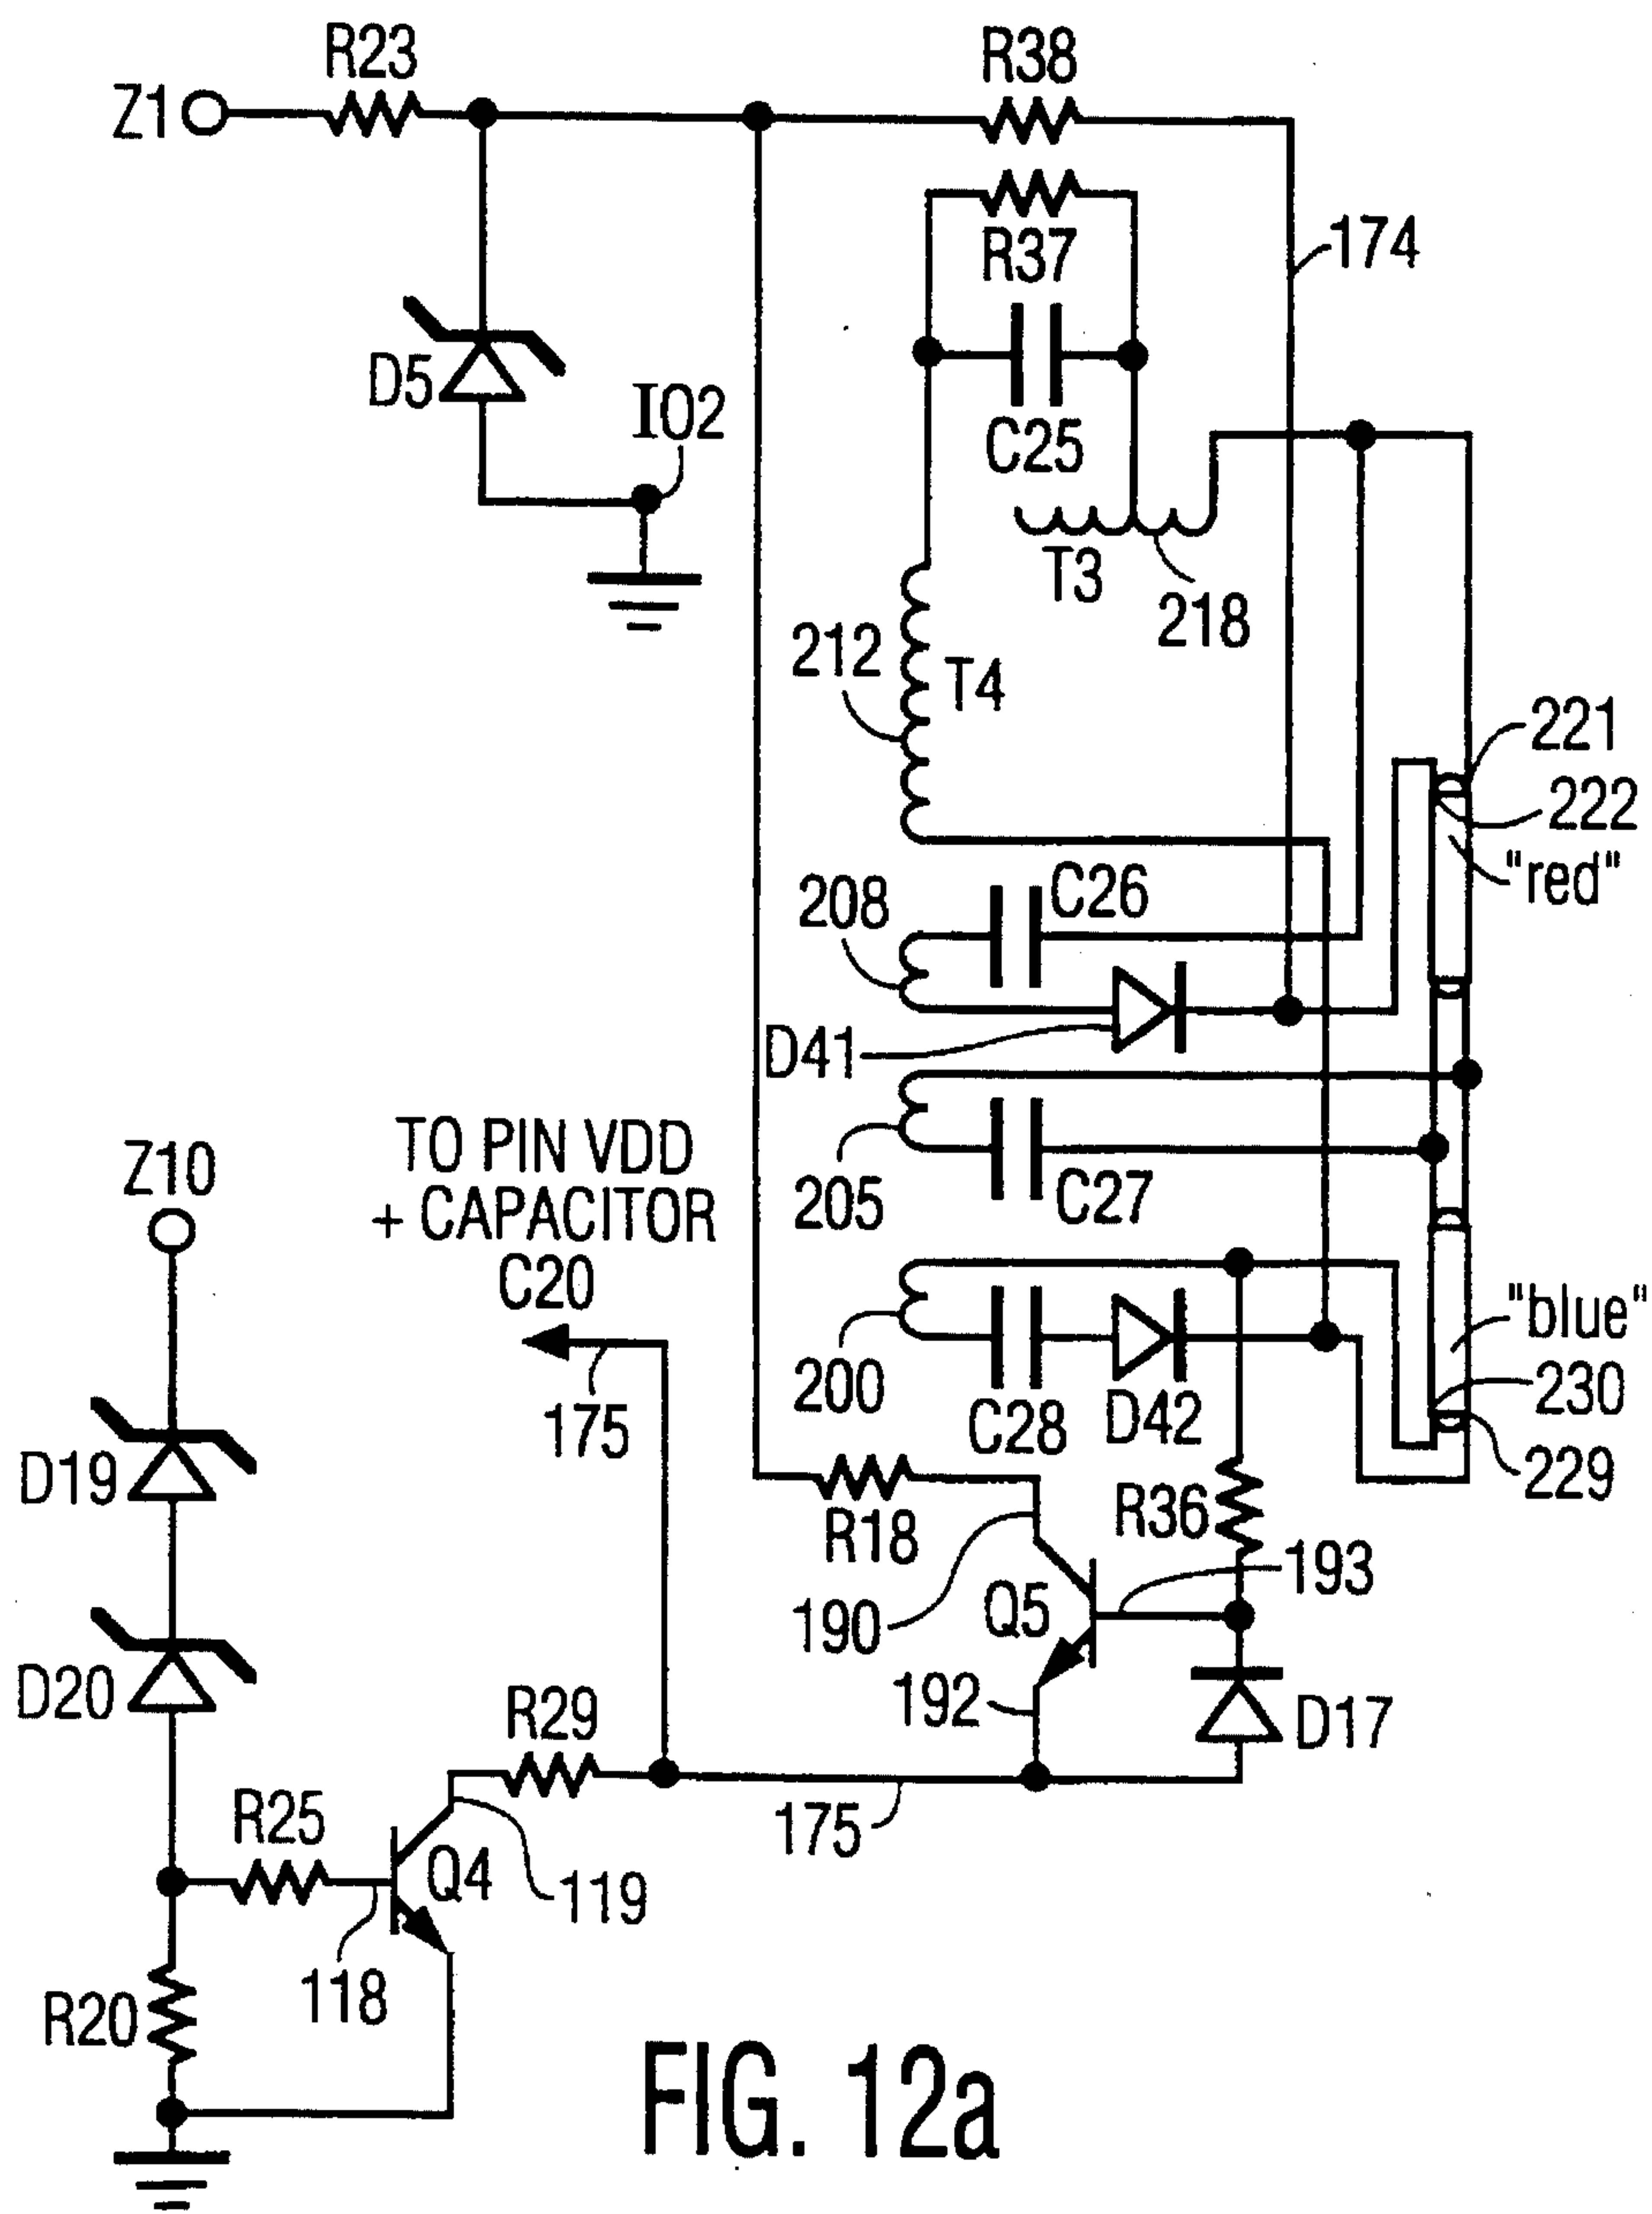 R23
R38
Z1
R37
174
D5
IO2
C25
T3
218
212
T4
221
222
"red"
208
C26
D41
TO PIN VDD
+ CAPACITOR
C20
Z10
205
C27
"blue"
200
175
C28
D42
230
229
D19
R18
R36
193
190
Q5
D20
192
R29
D17
R25
175
Q4
119
118
R20
FIG. 12a